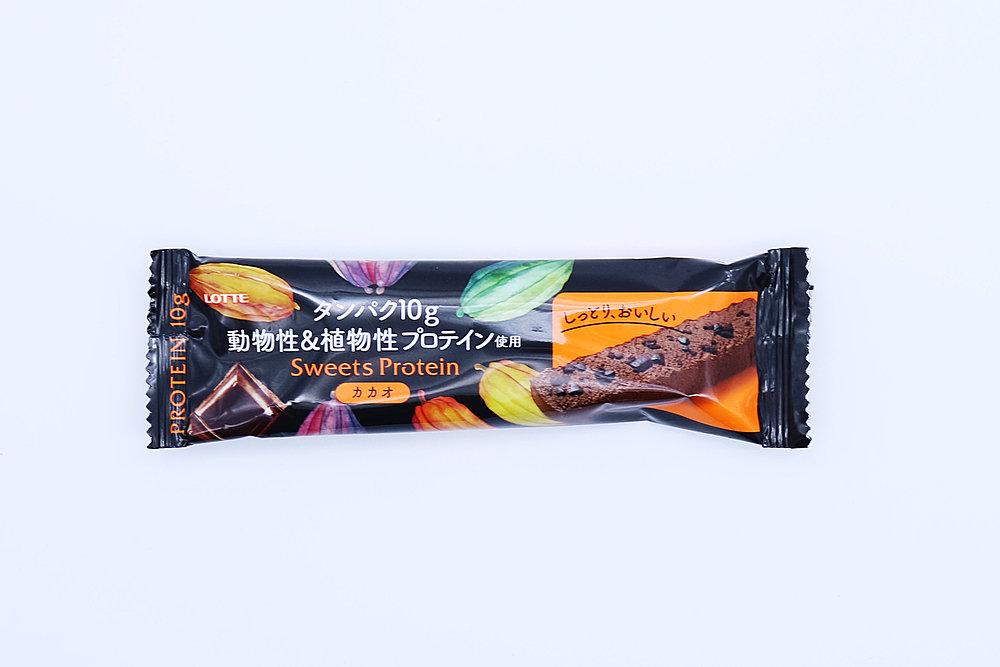 PROTEIN 10g
LOTTE
タンパク10g
動物性&植物性プロテイン使用
Sweets Protein
カカオ
しっとり、おいしい